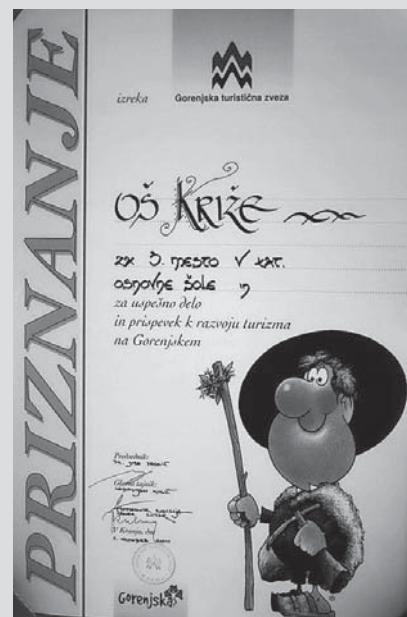 PRIZNANJE
izreka
Gorenjska turistična zveza
OŠ KRIŽE
za 3. mesto v kat.
osnovne šole in
za uspešno delo
in prispevek k razvoju turizma
na Gorenjskem
Predsednik:
Glavni tajnik:
V Kranju, dne
Gorenjska